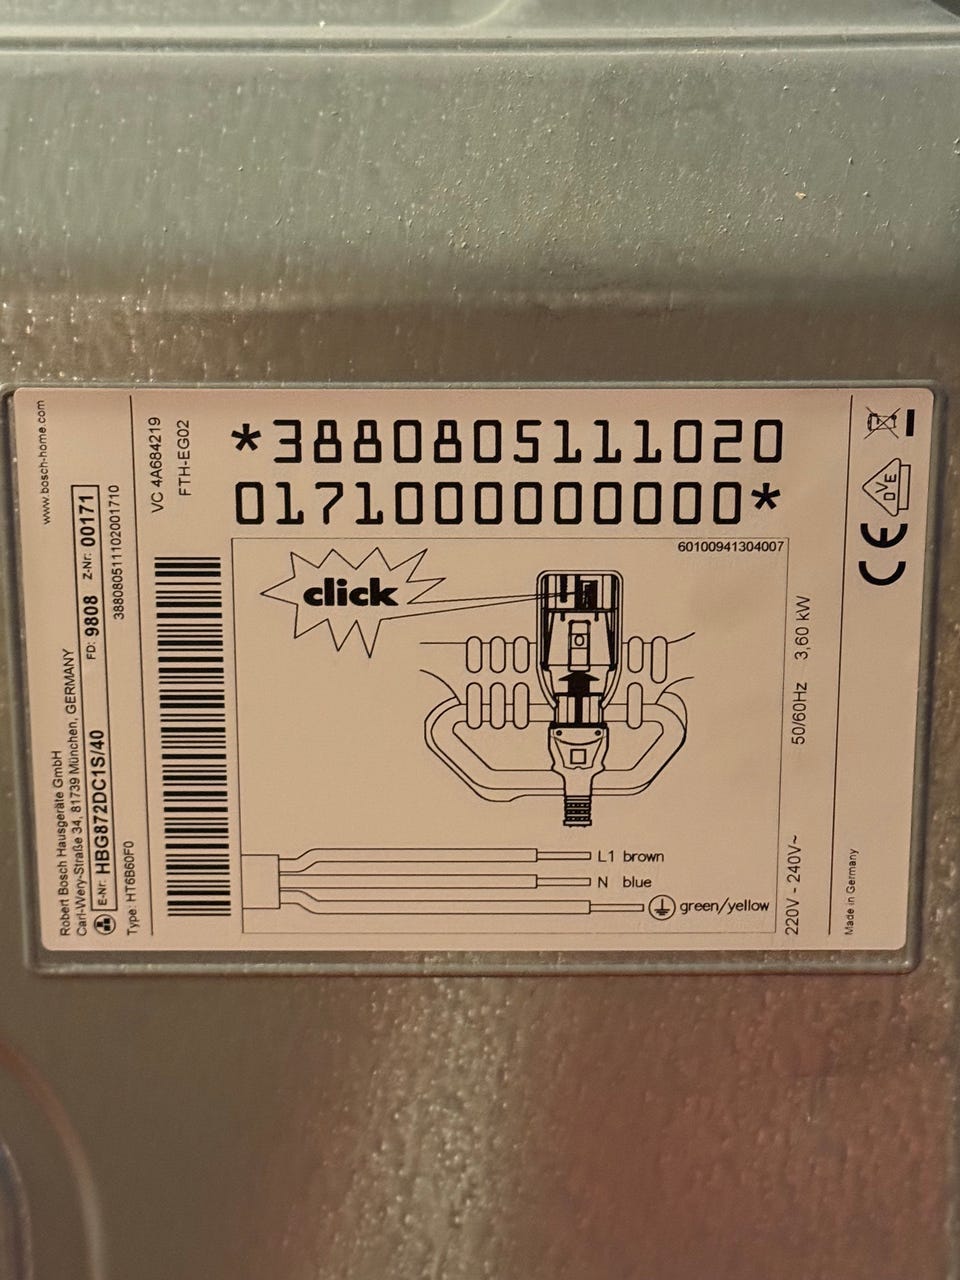 www.bosch-home.com
Robert Bosch Hausgeräte GmbH
Carl-Wery-Straße 34, 81739 München, GERMANY
E-Nr: HBG872DC1S/40 FD: 9808 Z-Nr: 00171
Type: HT6B60F0 388080511102001710
VC 4A684219
FTH-EG02
*3880805111020
0171000000000*
60100941304007
click
L1 brown
N blue
green/yellow
220V - 240V~ 50/60Hz 3,60 kW
Made in Germany
DVE
CE